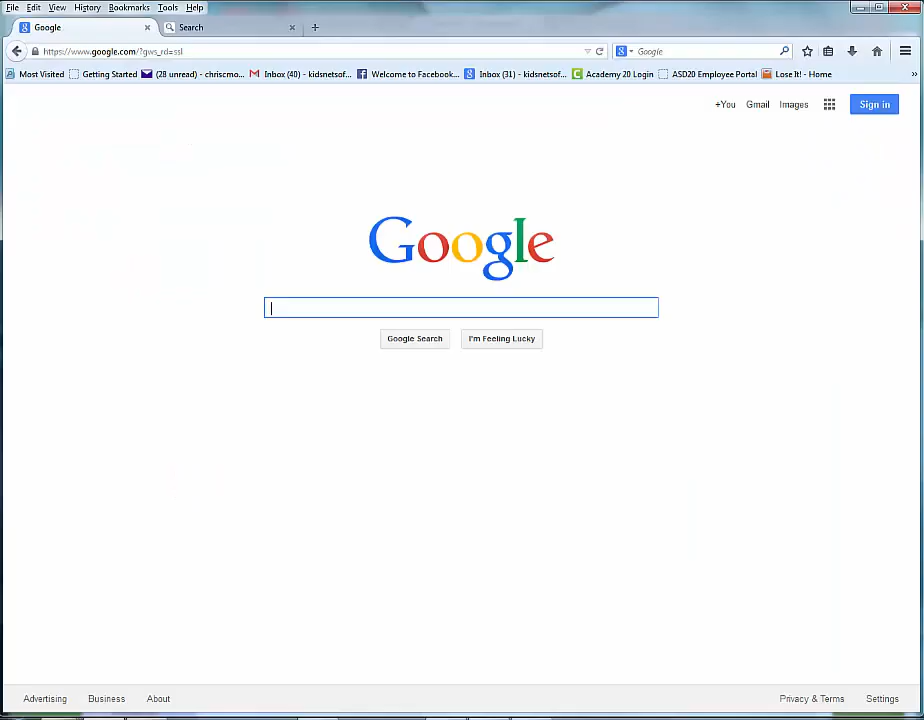 File Edit View History Bookmarks Tools Help
Google Search
https://www.google.com/?gws_rd=ssl Google
Most Visited Getting Started (28 unread) - chriscmo... Inbox (40) - kidsnetsof... Welcome to Facebook... Inbox (31) - kidsnetsof... Academy 20 Login ASD20 Employee Portal Lose It! - Home
+You Gmail Images Sign in
Google
Google Search I'm Feeling Lucky
Advertising Business About Privacy & Terms Settings